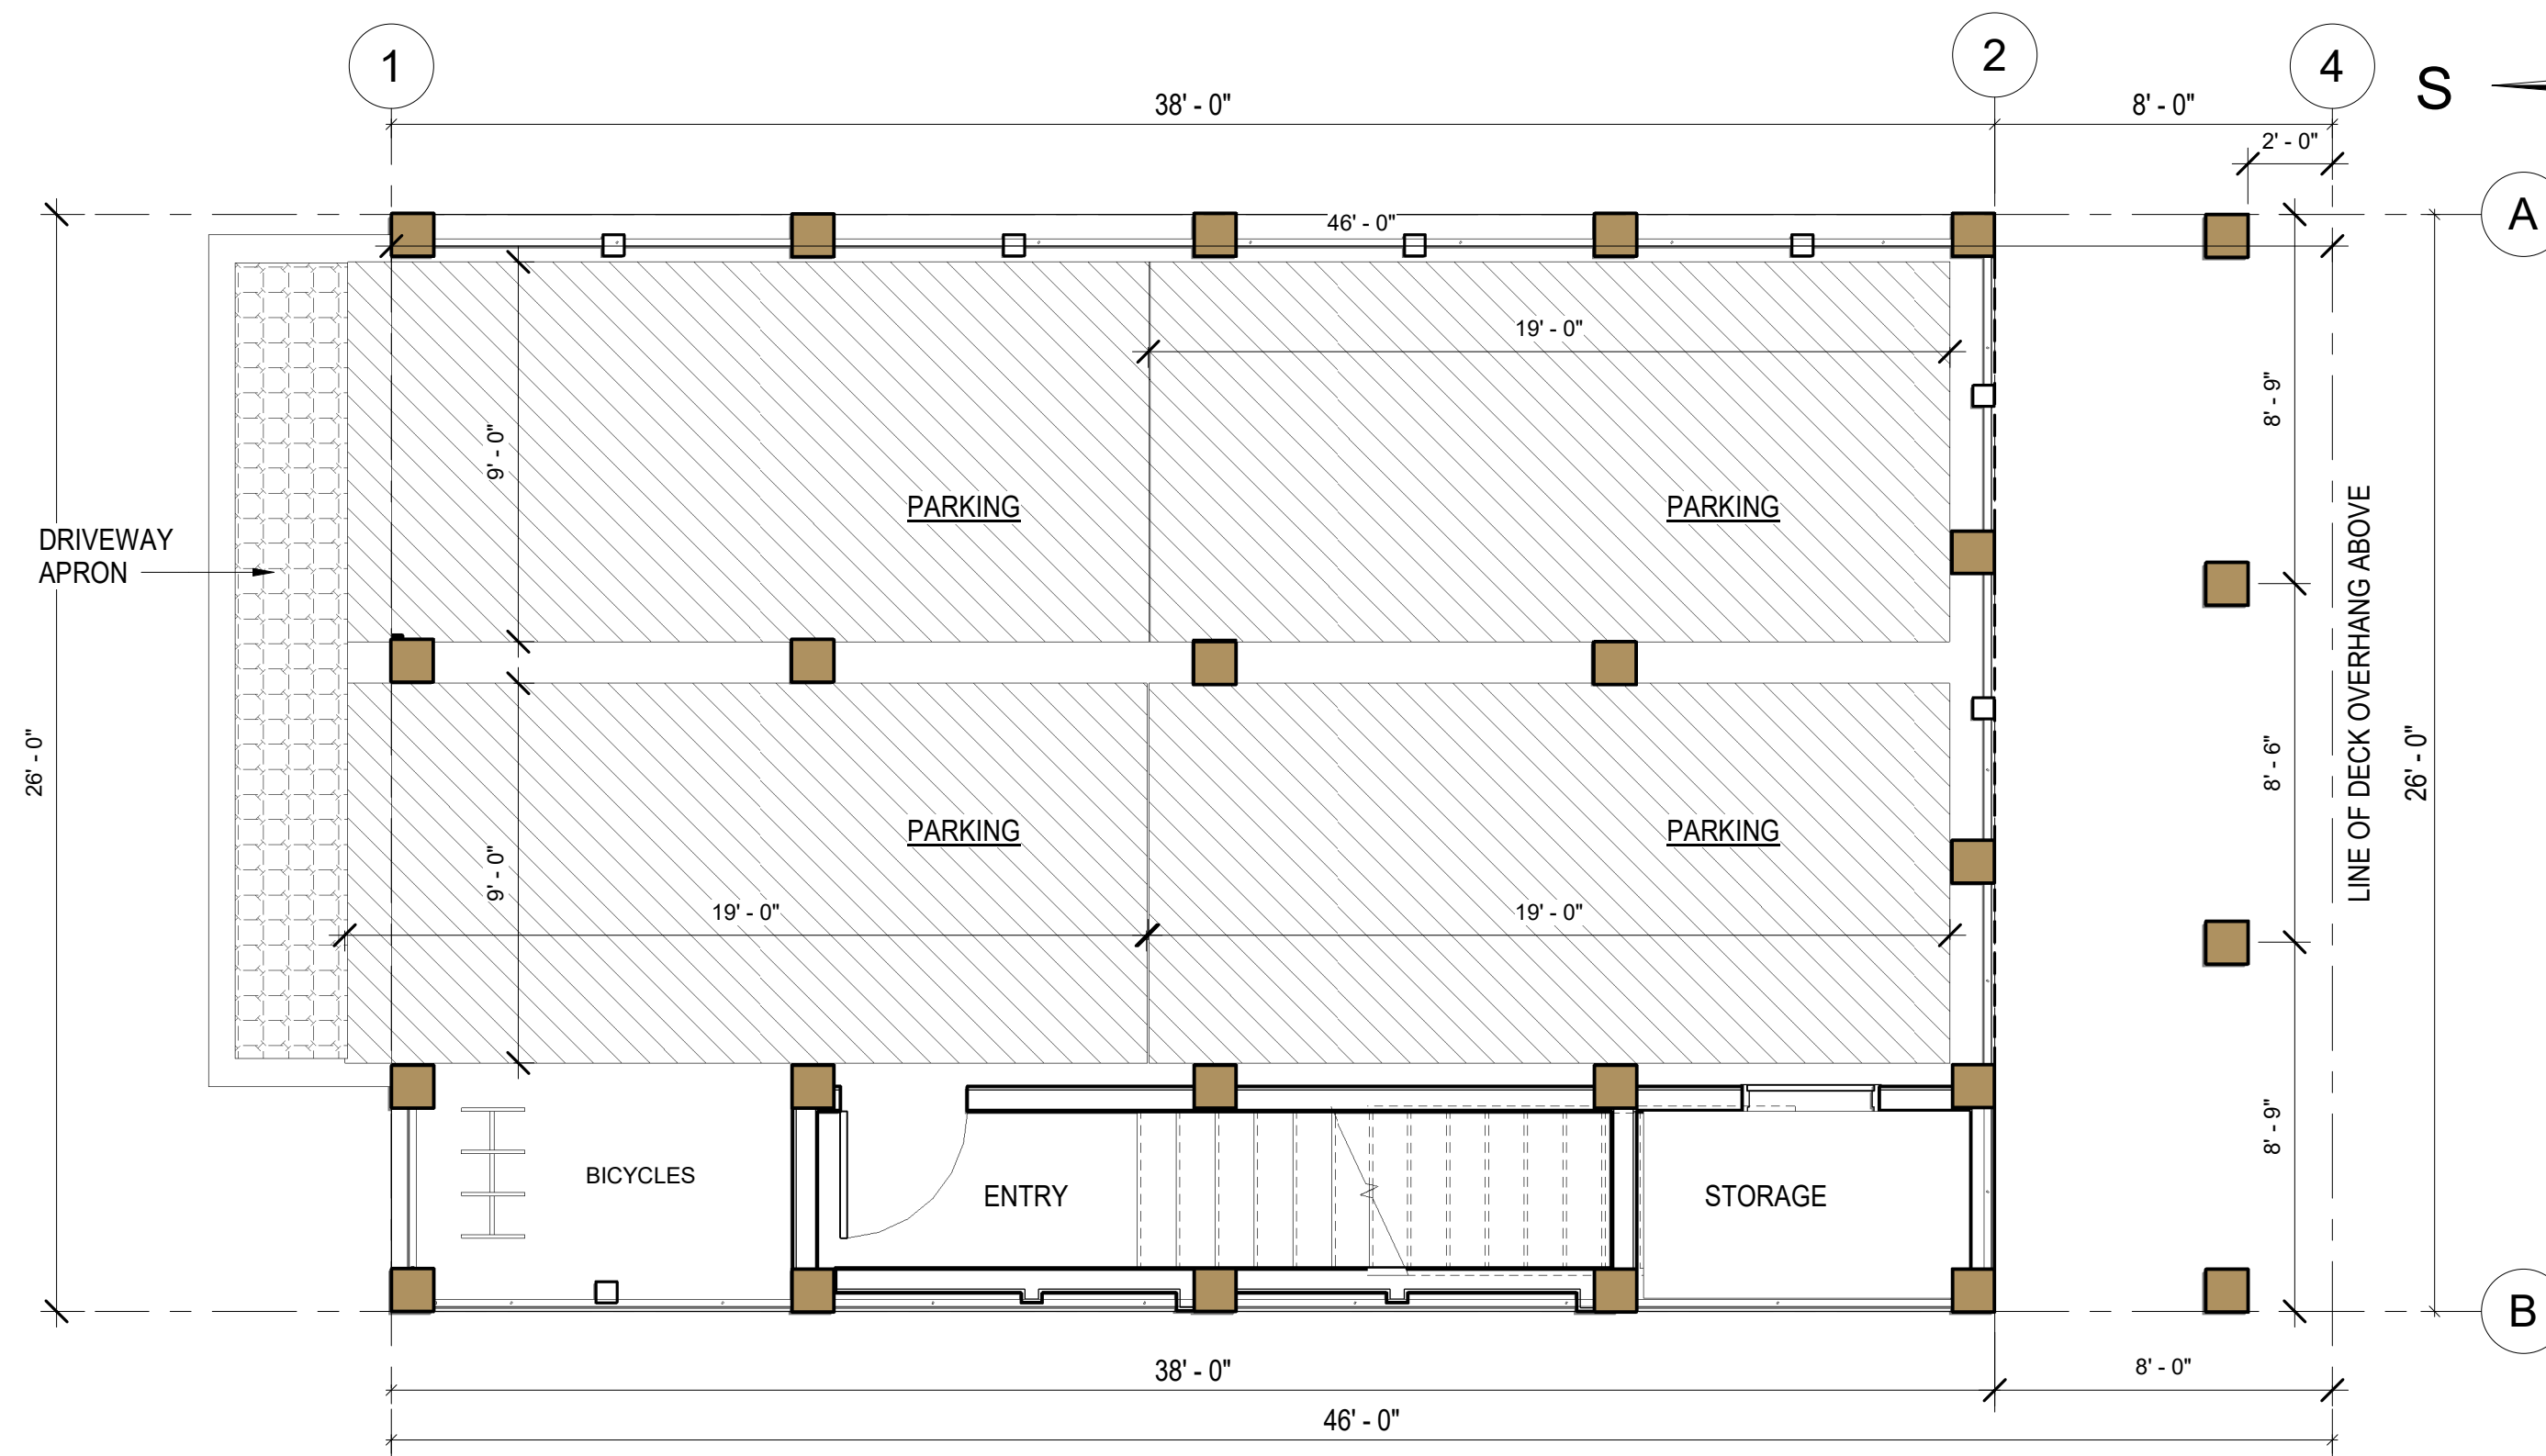 1
2
4
S
38' - 0"
8' - 0"
2' - 0"
A
46' - 0"
19' - 0"
8' - 9"
9' - 0"
PARKING
PARKING
DRIVEWAY
APRON
LINE OF DECK OVERHANG ABOVE
26' - 0"
8' - 6"
26' - 0"
PARKING
PARKING
9' - 0"
19' - 0"
19' - 0"
8' - 9"
BICYCLES
ENTRY
STORAGE
B
38' - 0"
8' - 0"
46' - 0"